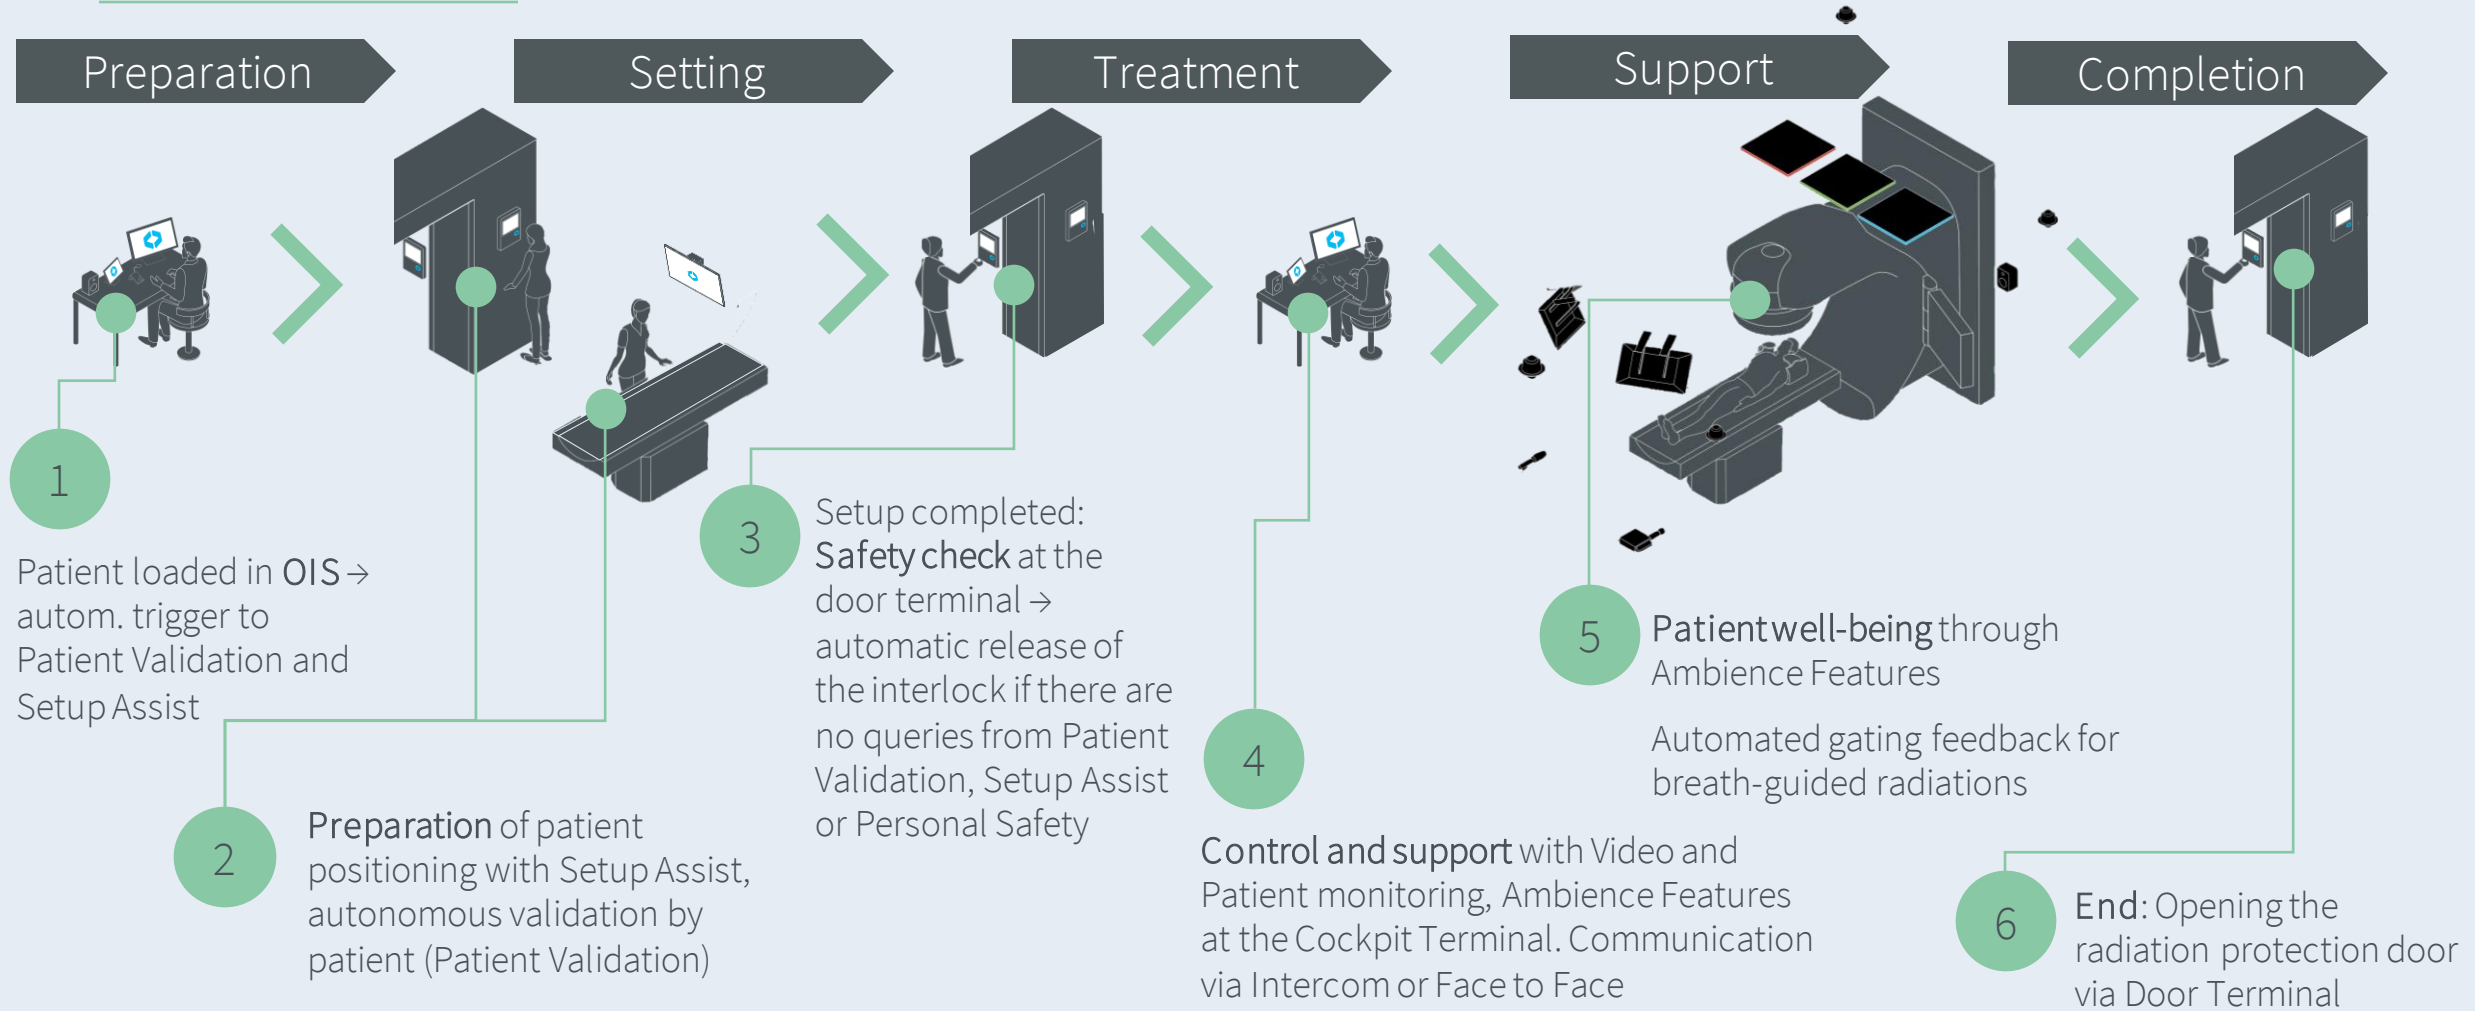 Preparation
Setting
Treatment
Support
Completion
1
Patient loaded in OIS →
autom. trigger to
Patient Validation and
Setup Assist
2
Preparation of patient
positioning with Setup Assist,
autonomous validation by
patient (Patient Validation)
3
Setup completed:
Safety check at the
door terminal →
automatic release of
the interlock if there are
no queries from Patient
Validation, Setup Assist
or Personal Safety
4
Control and support with Video and
Patient monitoring, Ambience Features
at the Cockpit Terminal. Communication
via Intercom or Face to Face
5
Patient well-being through
Ambience Features
Automated gating feedback for
breath-guided radiations
6
End: Opening the
radiation protection door
via Door Terminal